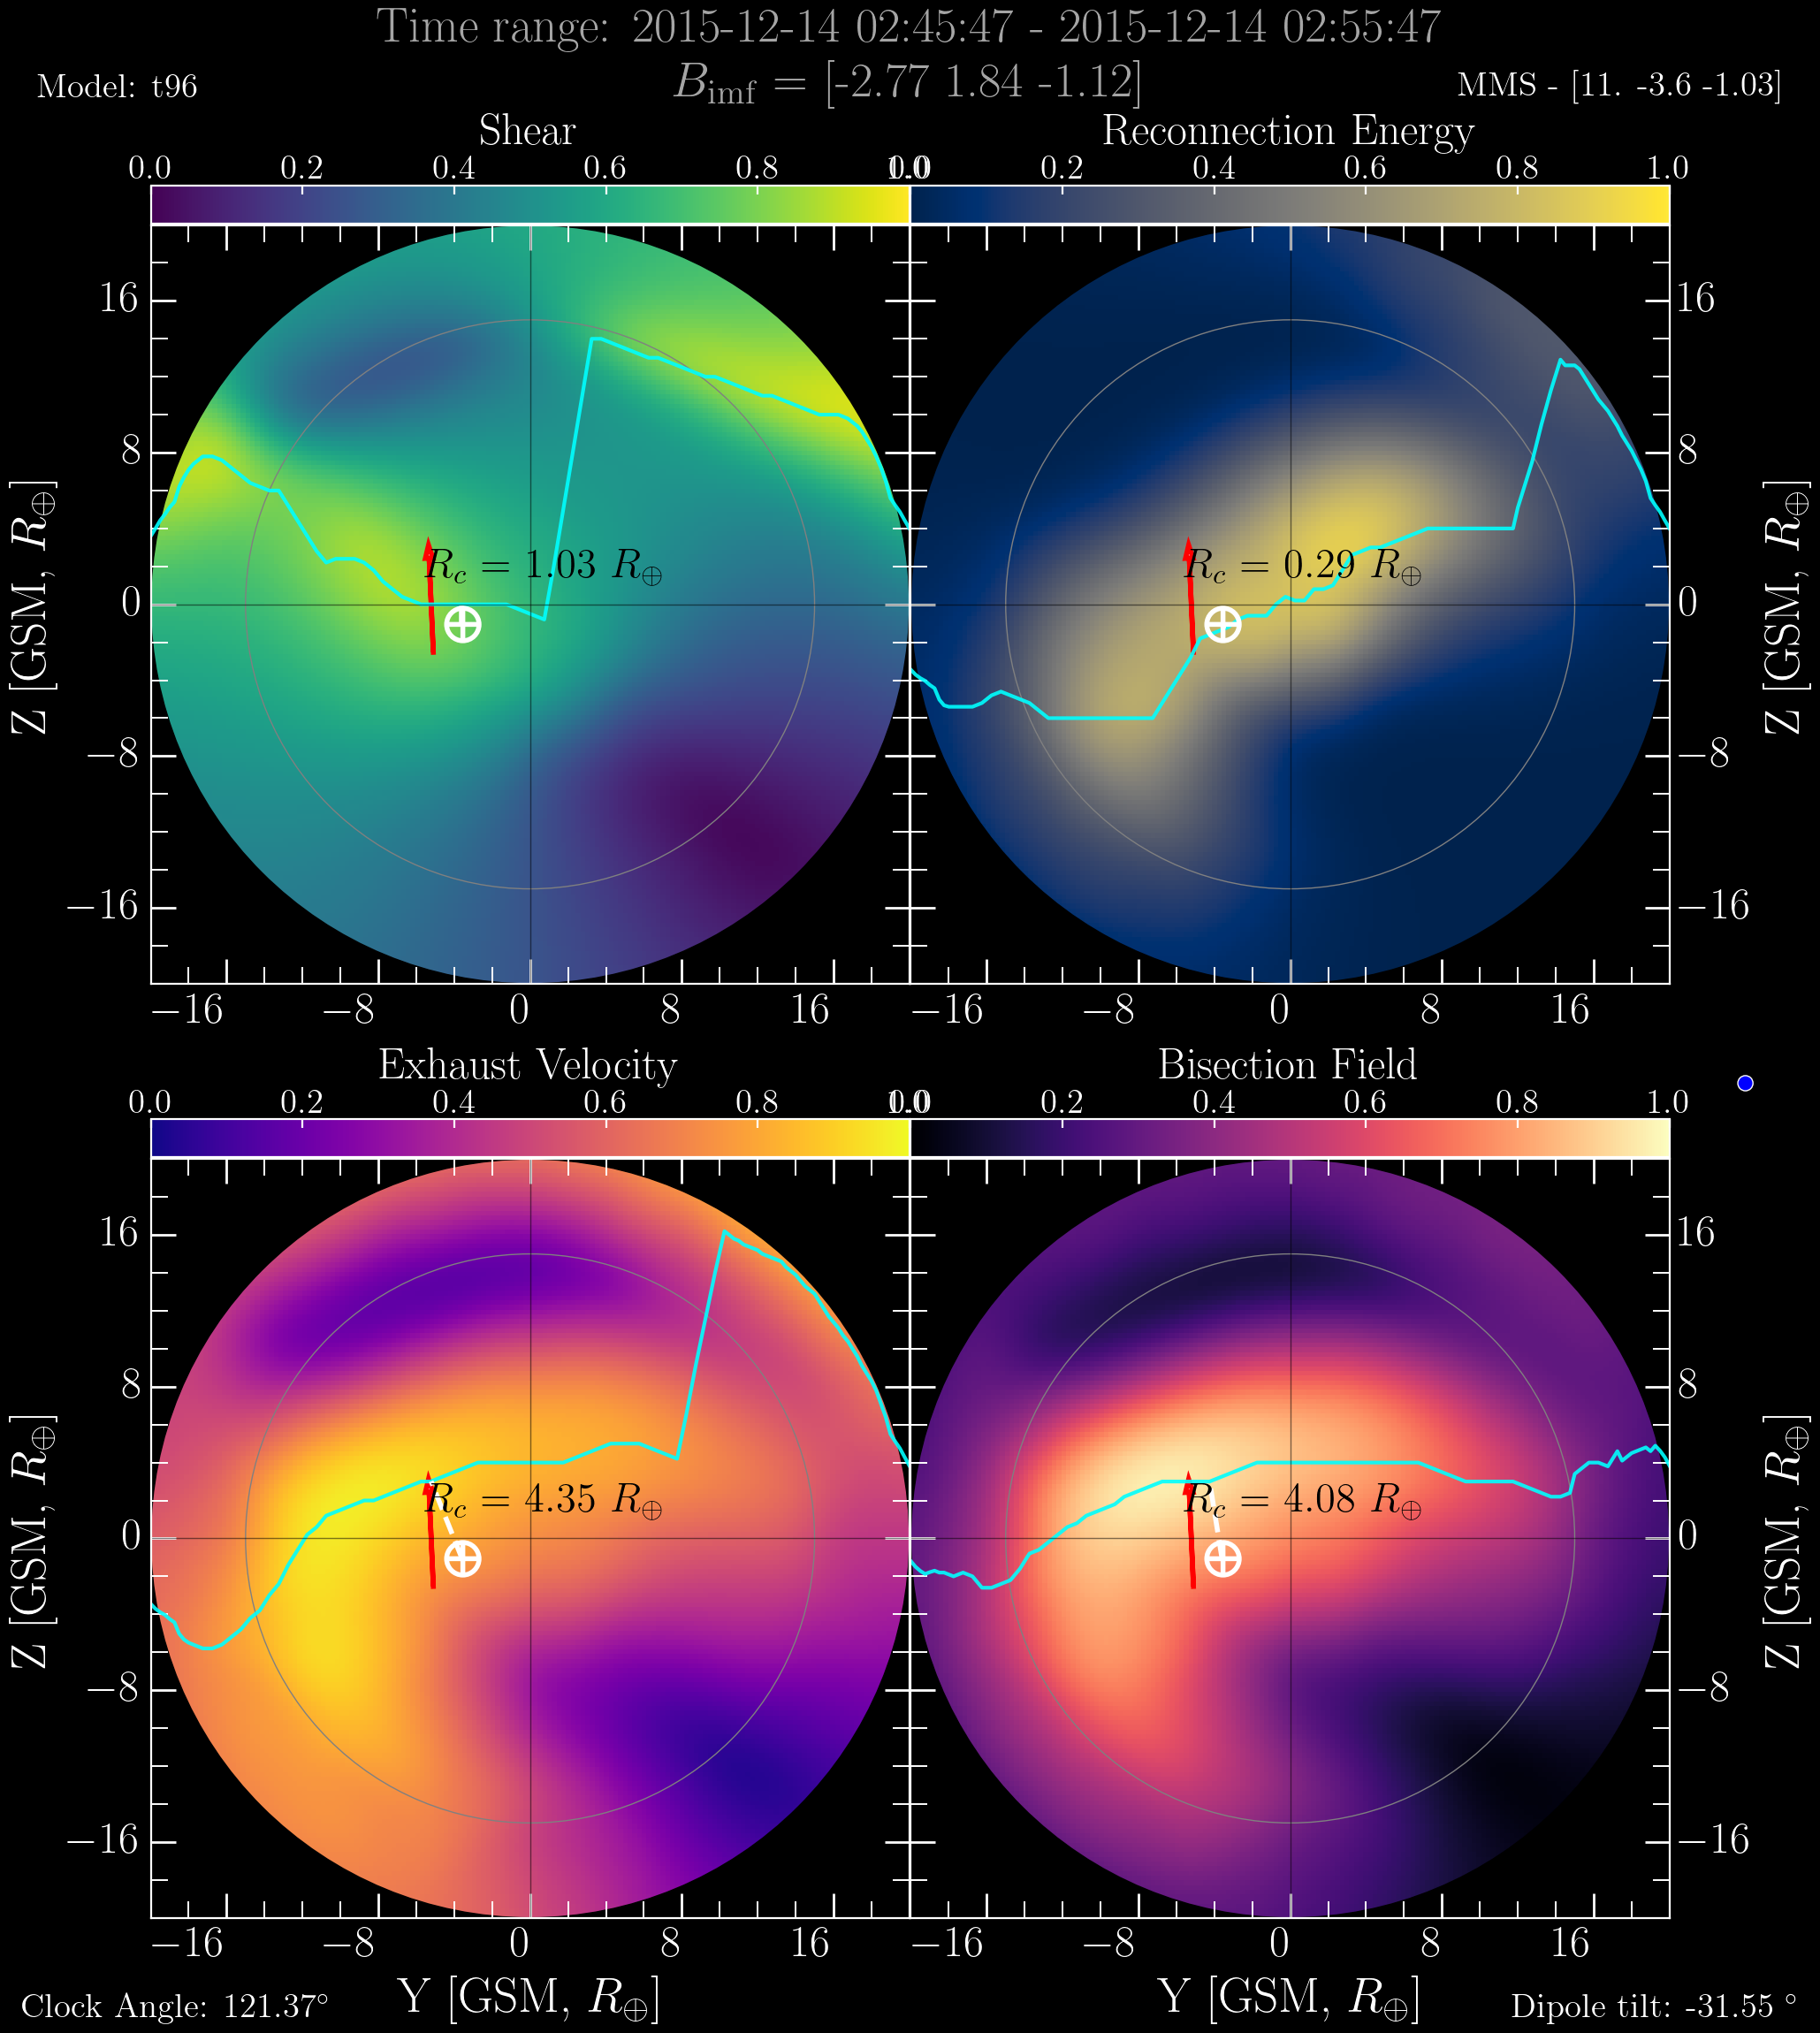 Time range: 2015-12-14 02:45:47 - 2015-12-14 02:55:47
Model: t96
B_imf = [-2.77 1.84 -1.12]
MMS - [11. -3.6 -1.03]
Shear
Reconnection Energy
0.0 0.2 0.4 0.6 0.8 1.0
0.0 0.2 0.4 0.6 0.8 1.0
16
8
0
−8
−16
Z [GSM, R⊕]
R_c = 1.03 R⊕
R_c = 0.29 R⊕
16
8
0
−8
−16
Z [GSM, R⊕]
−16 −8 0 8 16
−16 −8 0 8 16
Exhaust Velocity
Bisection Field
0.0 0.2 0.4 0.6 0.8 1.0
0.0 0.2 0.4 0.6 0.8 1.0
16
8
0
−8
−16
Z [GSM, R⊕]
R_c = 4.35 R⊕
R_c = 4.08 R⊕
16
8
0
−8
−16
Z [GSM, R⊕]
−16 −8 0 8 16
−16 −8 0 8 16
Y [GSM, R⊕]
Y [GSM, R⊕]
Clock Angle: 121.37°
Dipole tilt: -31.55 °